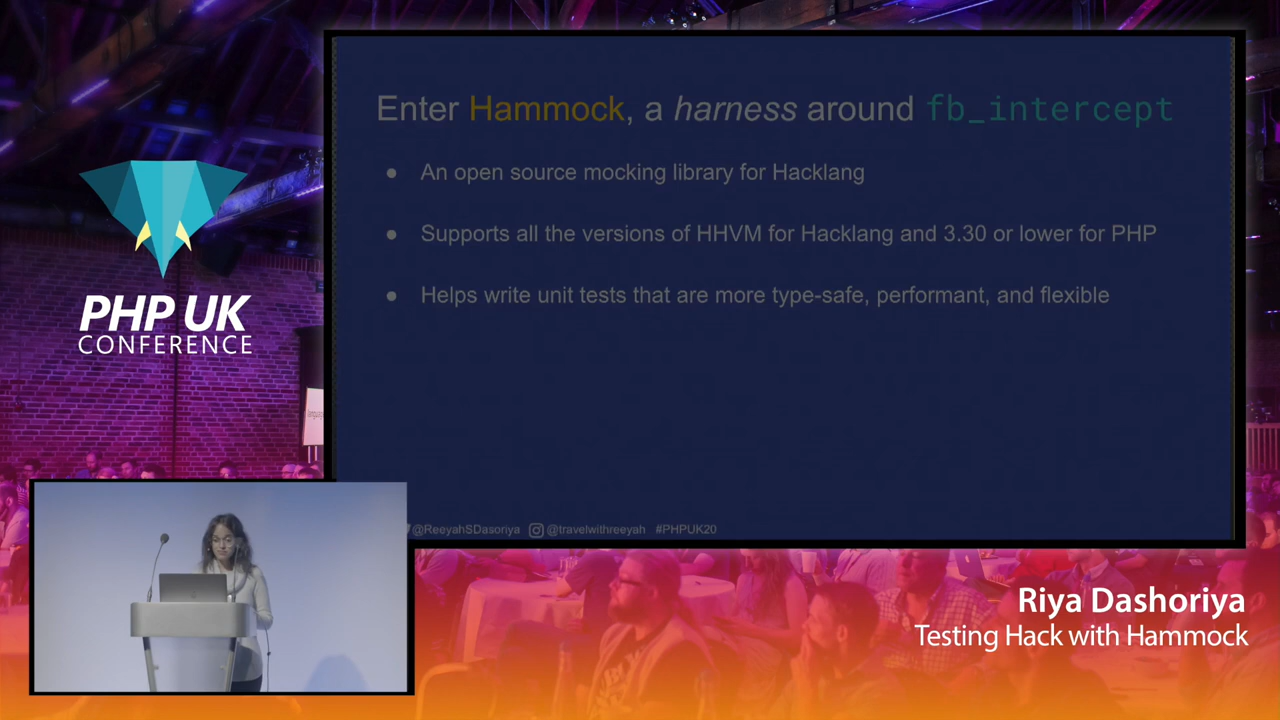 Enter Hammock, a harness around fb_intercept
● An open source mocking library for Hacklang
● Supports all the versions of HHVM for Hacklang and 3.30 or lower for PHP
● Helps write unit tests that are more type-safe, performant, and flexible
@ReeyahSDasoriya @travelwithreeyah #PHPUK20
PHP UK
CONFERENCE
Riya Dashoriya
Testing Hack with Hammock